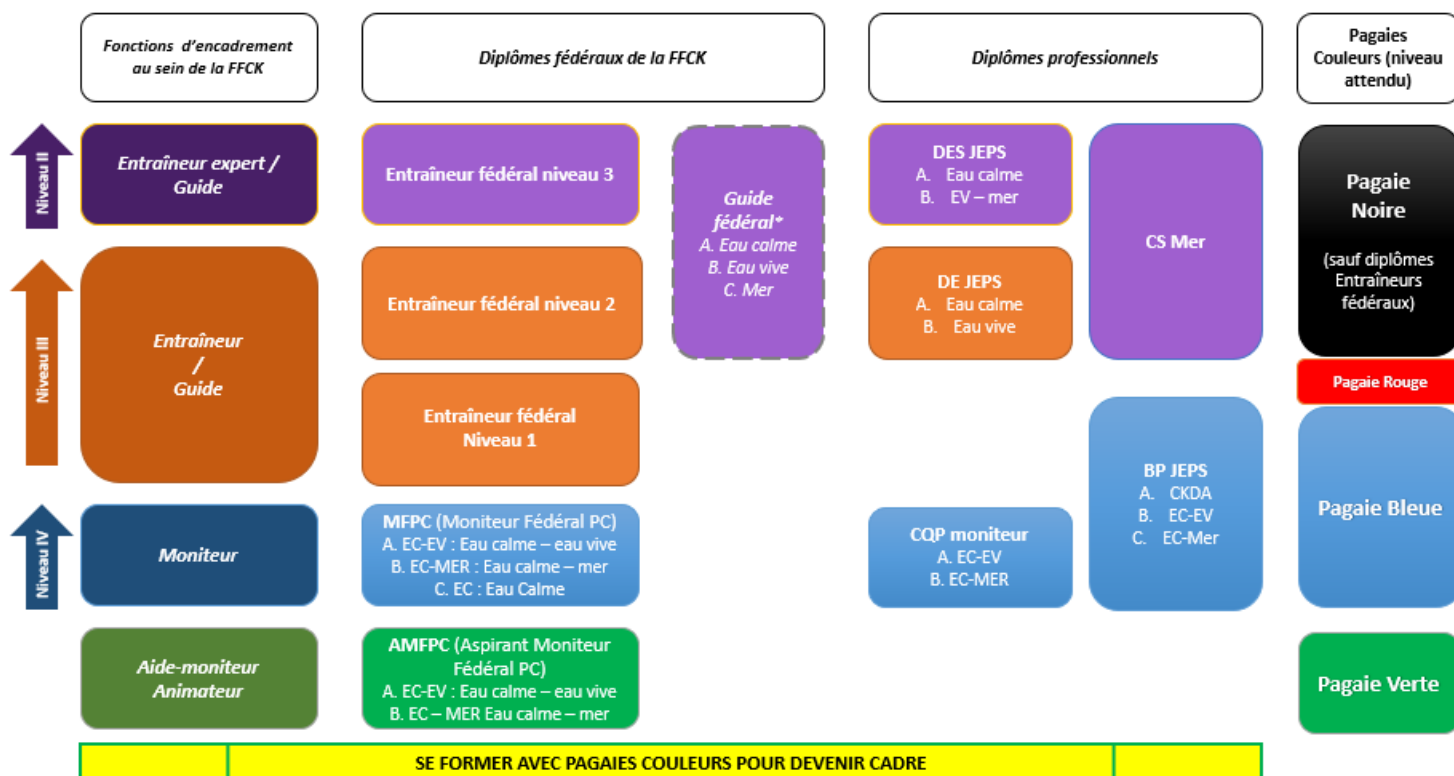 Fonctions d'encadrement
au sein de la FFCK
Diplômes fédéraux de la FFCK
Diplômes professionnels
Pagaies
Couleurs (niveau
attendu)
Niveau II
Entraîneur expert /
Guide
Entraîneur fédéral niveau 3
Guide
fédéral*
A. Eau calme
B. Eau vive
C. Mer
DES JEPS
A. Eau calme
B. EV – mer
CS Mer
Pagaie
Noire
(sauf diplômes
Entraîneurs
fédéraux)
Niveau III
Entraîneur
/
Guide
Entraîneur fédéral niveau 2
DE JEPS
A. Eau calme
B. Eau vive
Pagaie Rouge
Entraîneur fédéral
Niveau 1
BP JEPS
A. CKDA
B. EC-EV
C. EC-Mer
Pagaie Bleue
Niveau IV
Moniteur
MFPC (Moniteur Fédéral PC)
A. EC-EV : Eau calme – eau vive
B. EC-MER : Eau calme – mer
C. EC : Eau Calme
CQP moniteur
A. EC-EV
B. EC-MER
Aide-moniteur
Animateur
AMFPC (Aspirant Moniteur
Fédéral PC)
A. EC-EV : Eau calme – eau vive
B. EC – MER Eau calme – mer
Pagaie Verte
SE FORMER AVEC PAGAIES COULEURS POUR DEVENIR CADRE